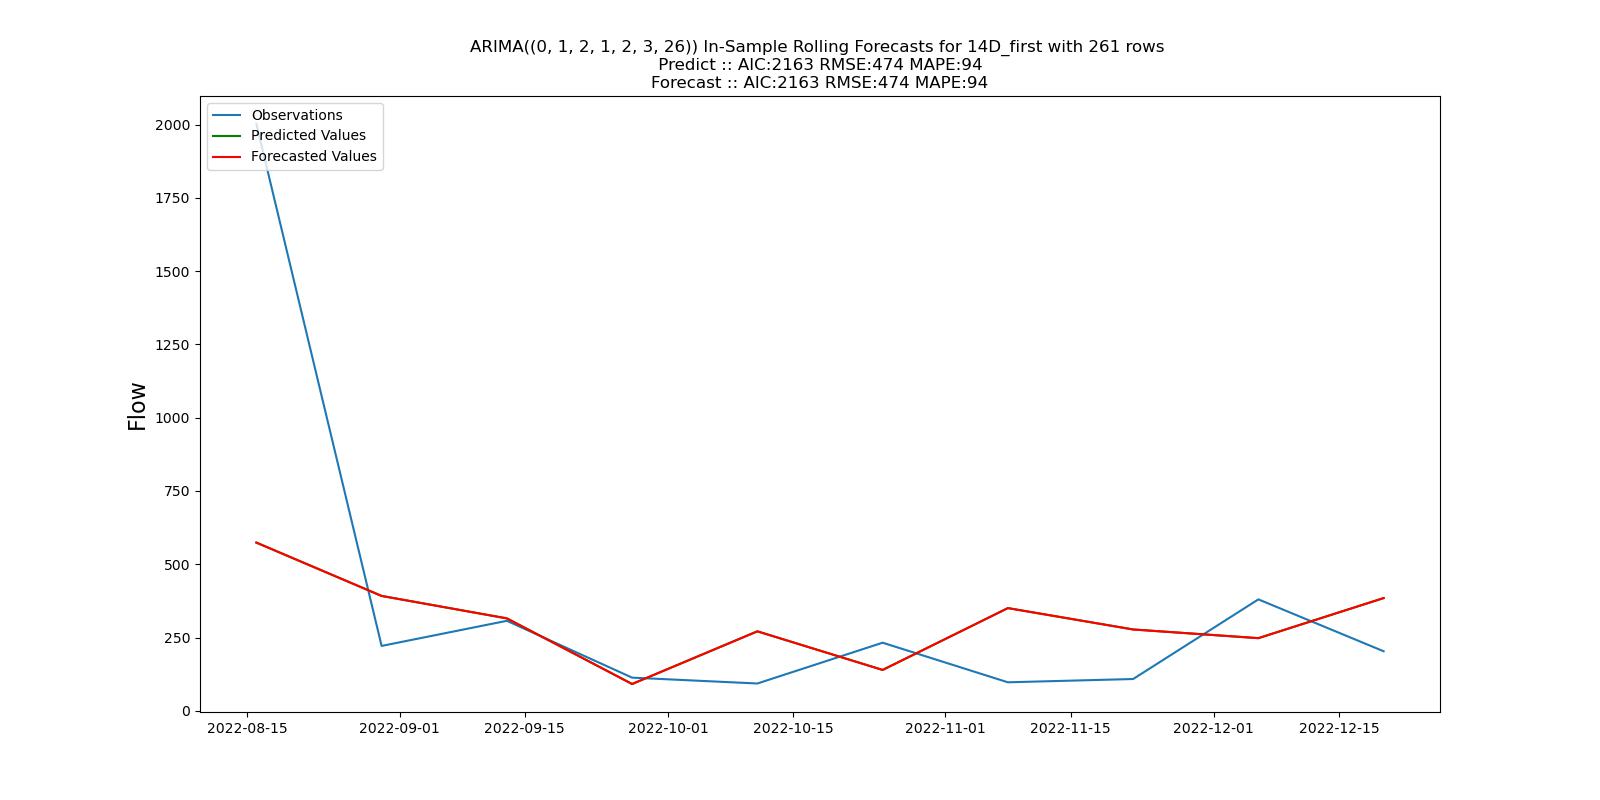 ARIMA((0, 1, 2, 1, 2, 3, 26)) In-Sample Rolling Forecasts for 14D_first with 261 rows
Predict :: AIC:2163 RMSE:474 MAPE:94
Forecast :: AIC:2163 RMSE:474 MAPE:94
Observations
Predicted Values
Forecasted Values
2000
1750
1500
1250
1000
750
500
250
0
Flow
2022-08-15
2022-09-01
2022-09-15
2022-10-01
2022-10-15
2022-11-01
2022-11-15
2022-12-01
2022-12-15